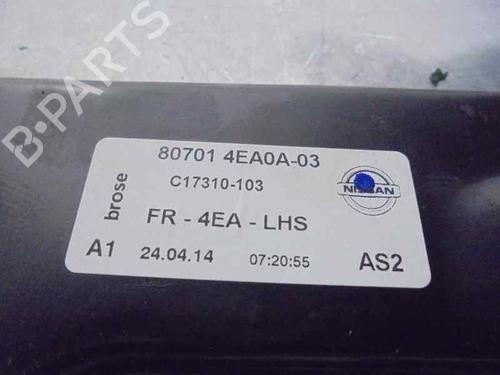 B-PARTS
80701 4EA0A-03
brose
C17310-103
NISSAN
FR - 4EA - LHS
A1 24.04.14 07:20:55 AS2